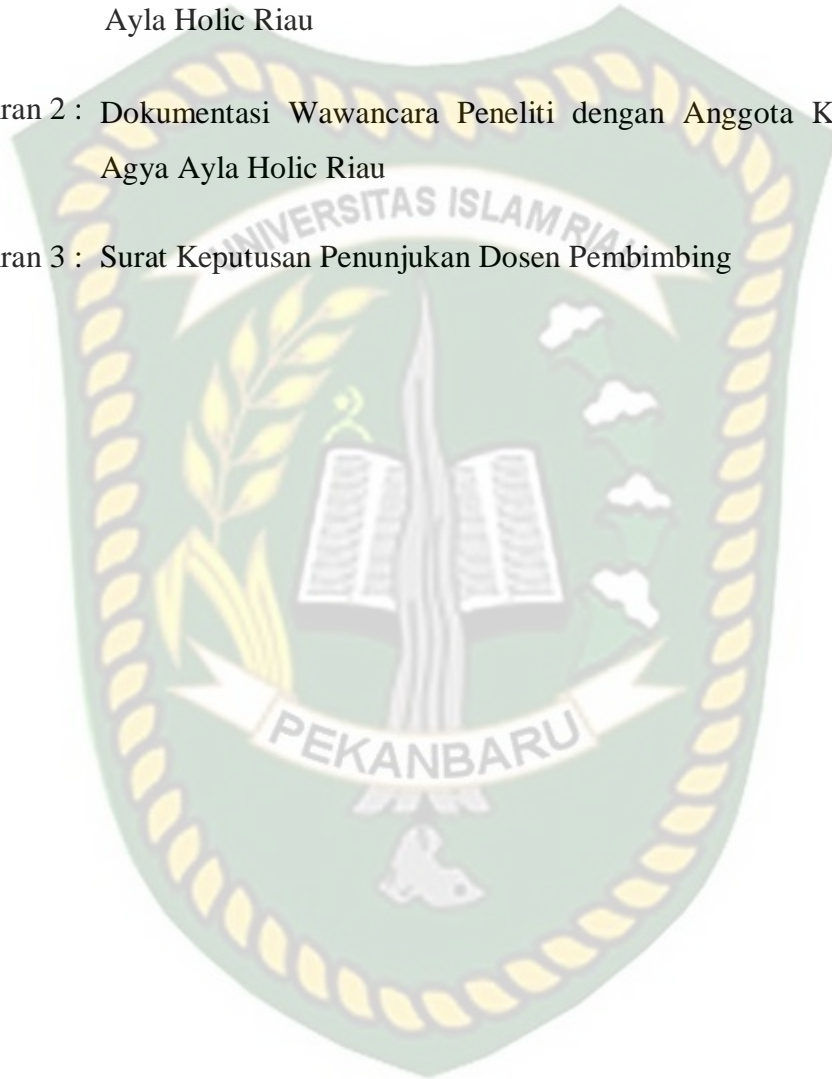 Ayla Holic Riau
ran 2 : Dokumentasi Wawancara Peneliti dengan Anggota K
Agya Ayla Holic Riau
UNIVERSITAS ISLAM RIAU
ran 3 : Surat Keputusan Penunjukan Dosen Pembimbing
PEKANBARU